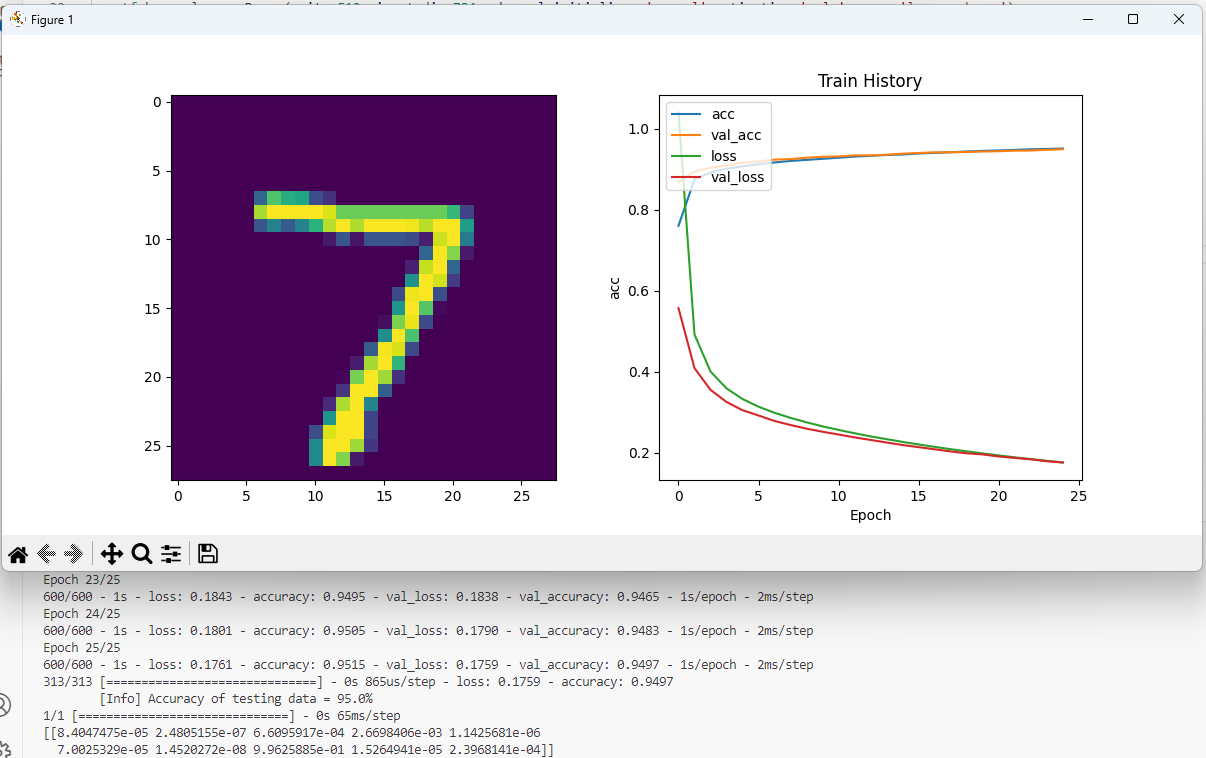 Figure 1
Train History
acc
val_acc
loss
val_loss
0
5
10
15
20
25
0 5 10 15 20 25
1.0
0.8
0.6
0.4
0.2
acc
0 5 10 15 20 25
Epoch
Epoch 23/25
600/600 - 1s - loss: 0.1843 - accuracy: 0.9495 - val_loss: 0.1838 - val_accuracy: 0.9465 - 1s/epoch - 2ms/step
Epoch 24/25
600/600 - 1s - loss: 0.1801 - accuracy: 0.9505 - val_loss: 0.1790 - val_accuracy: 0.9483 - 1s/epoch - 2ms/step
Epoch 25/25
600/600 - 1s - loss: 0.1761 - accuracy: 0.9515 - val_loss: 0.1759 - val_accuracy: 0.9497 - 1s/epoch - 2ms/step
313/313 [==============================] - 0s 865us/step - loss: 0.1759 - accuracy: 0.9497
[Info] Accuracy of testing data = 95.0%
1/1 [==============================] - 0s 65ms/step
[[8.4047475e-05 2.4805155e-07 6.6095917e-04 2.6698406e-03 1.1425681e-06
7.0025329e-05 1.4520272e-08 9.9625885e-01 1.5264941e-05 2.3968141e-04]]